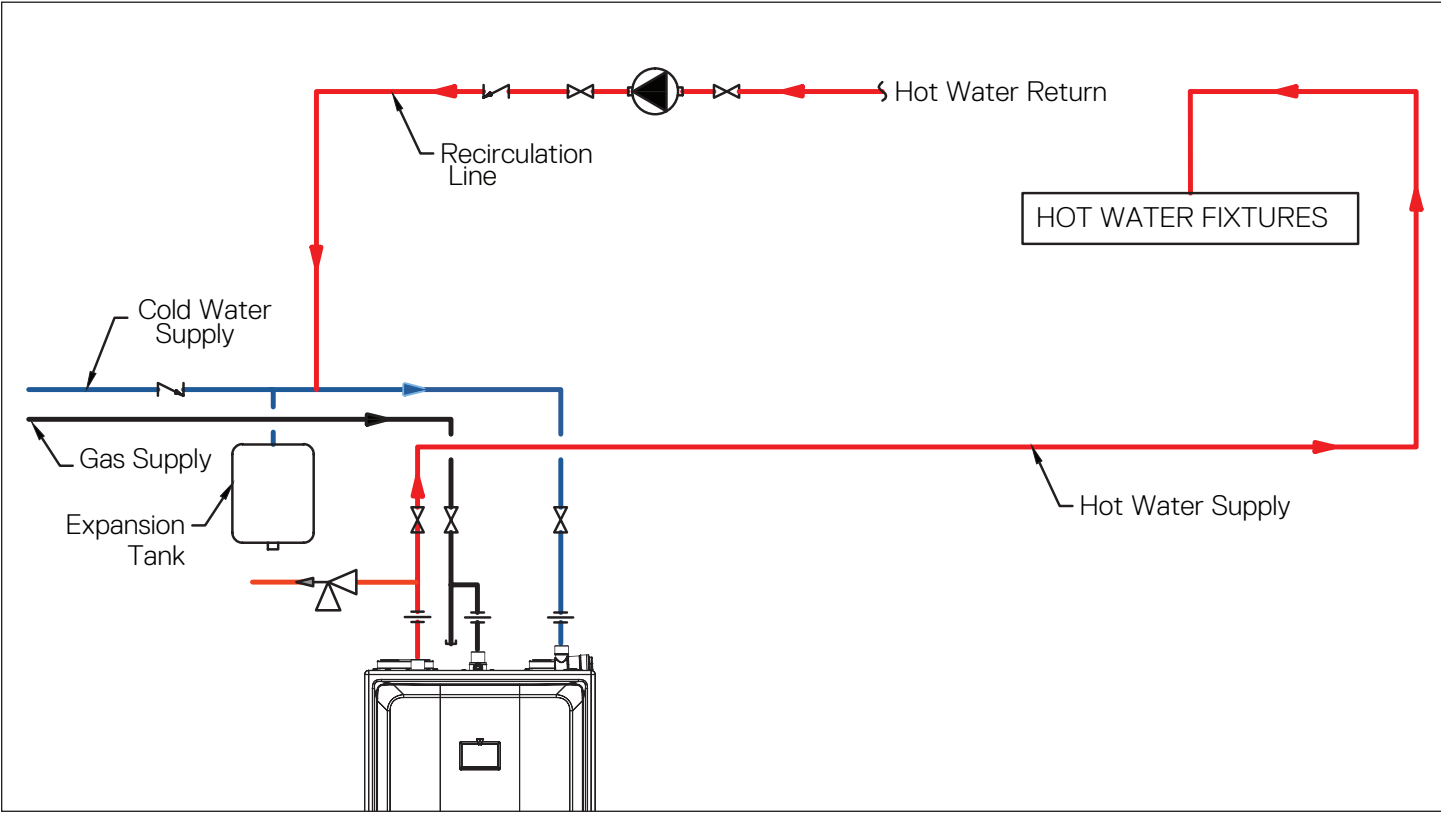 Hot Water Return
Recirculation
Line
HOT WATER FIXTURES
Cold Water
Supply
Gas Supply
Expansion
Tank
Hot Water Supply